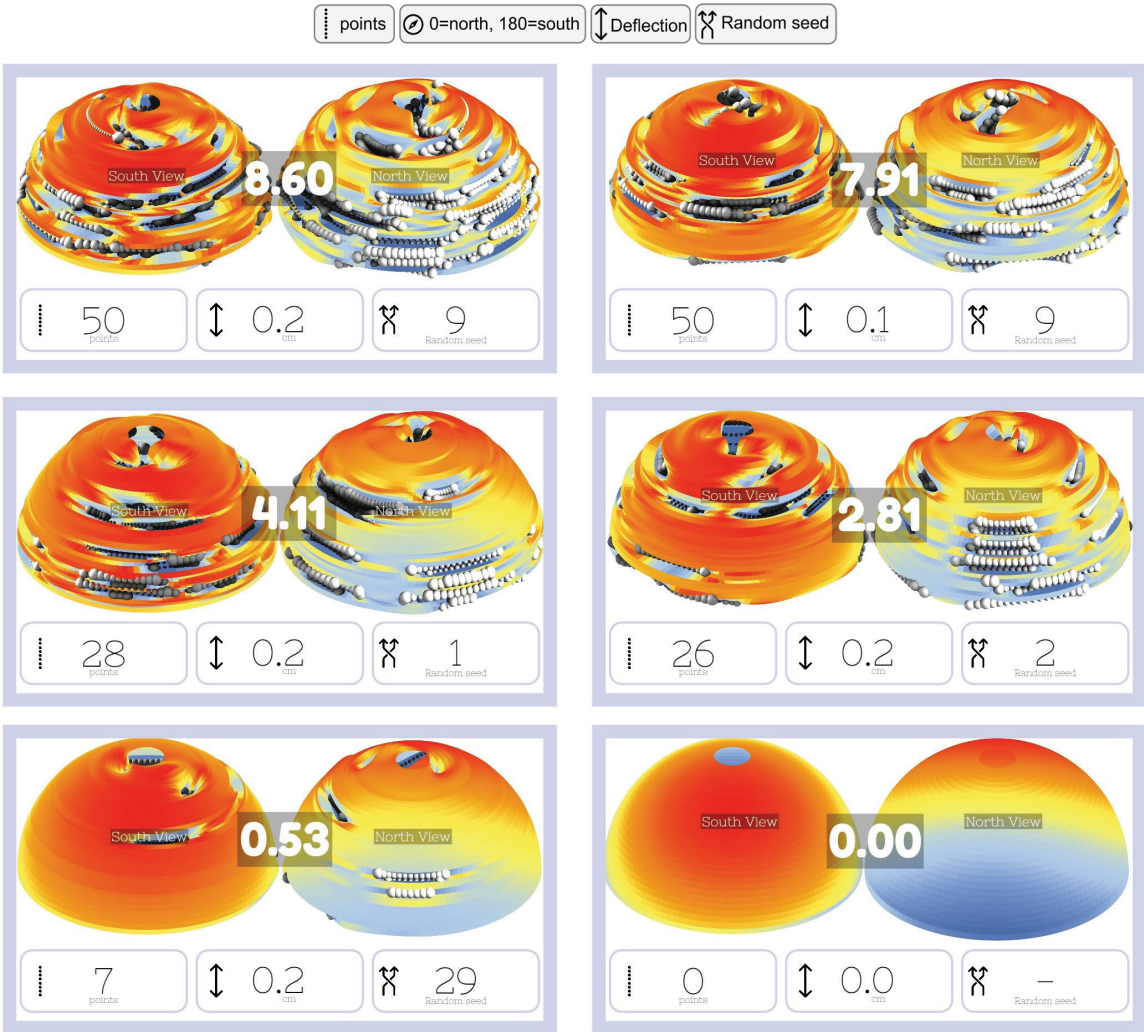 points 0=north, 180=south Deflection Random seed
South View 8.60 North View
50 points 0.2 cm 9 Random seed
South View 7.91 North View
50 points 0.1 cm 9 Random seed
South View 4.11 North View
28 points 0.2 cm 1 Random seed
South View 2.81 North View
26 points 0.2 cm 2 Random seed
South View 0.53 North View
7 points 0.2 cm 29 Random seed
South View 0.00 North View
0 points 0.0 cm – Random seed